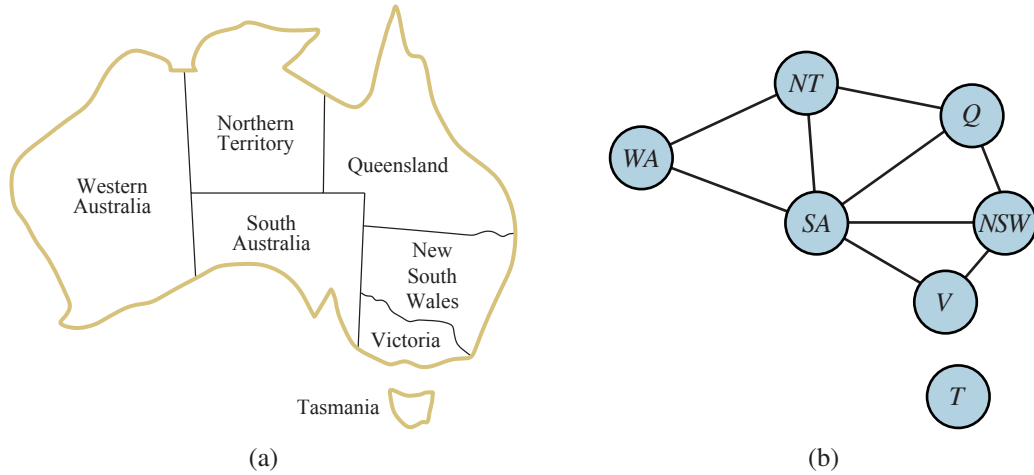 Northern
Territory
Western
Australia
Queensland
South
Australia
New
South
Wales
Victoria
Tasmania
(a)
NT
Q
WA
SA
NSW
V
T
(b)